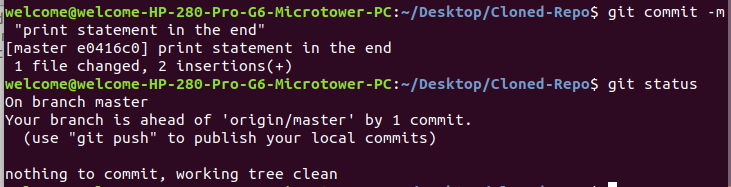 welcome@welcome-HP-280-Pro-G6-Microtower-PC:~/Desktop/Cloned-Repo$ git commit -m
"print statement in the end"
[master e0416c0] print statement in the end
1 file changed, 2 insertions(+)
welcome@welcome-HP-280-Pro-G6-Microtower-PC:~/Desktop/Cloned-Repo$ git status
On branch master
Your branch is ahead of 'origin/master' by 1 commit.
(use "git push" to publish your local commits)
nothing to commit, working tree clean